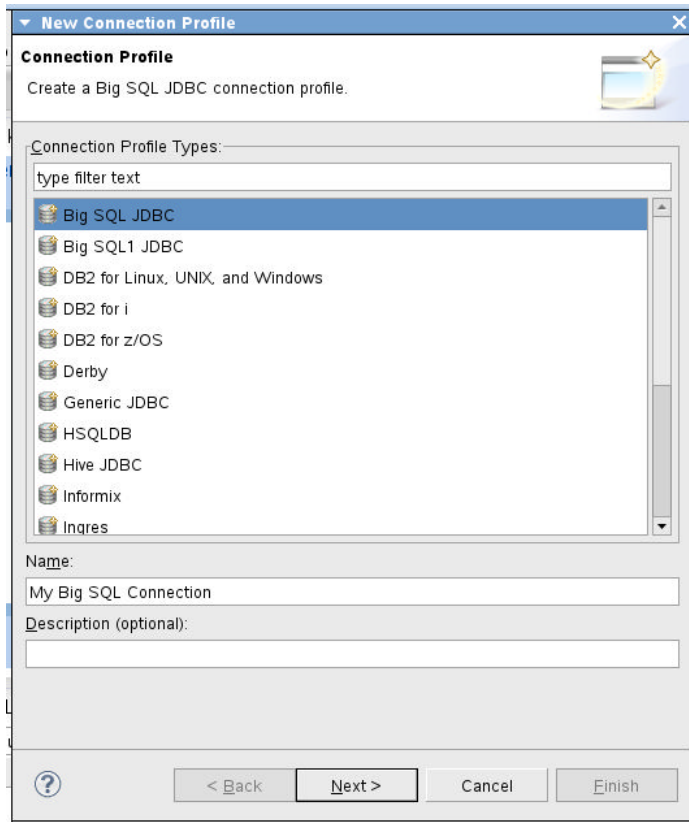 New Connection Profile
Connection Profile
Create a Big SQL JDBC connection profile.
Connection Profile Types:
type filter text
Big SQL JDBC
Big SQL1 JDBC
DB2 for Linux, UNIX, and Windows
DB2 for i
DB2 for z/OS
Derby
Generic JDBC
HSQLDB
Hive JDBC
Informix
Ingres
Name:
My Big SQL Connection
Description (optional):
? < Back Next > Cancel Finish